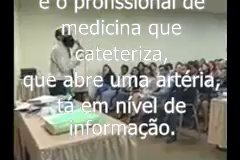 é o profissional de
medicina que
cateteriza,
que abre uma artéria,
tá em nível de
informação.